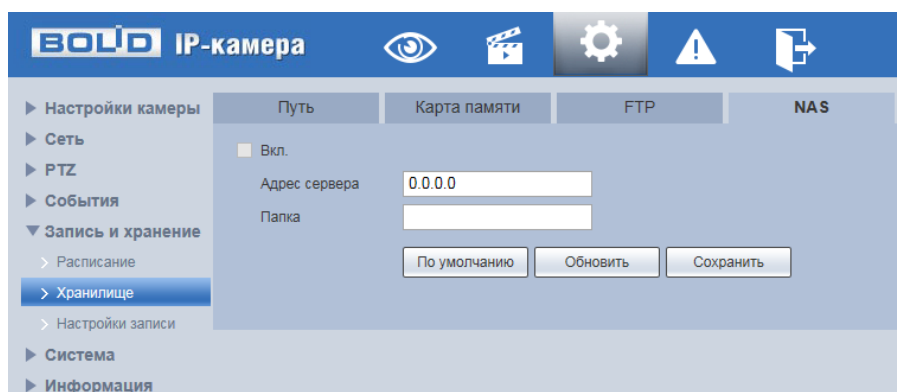 BOLID IP-камера
Настройки камеры
Сеть
PTZ
События
Запись и хранение
Расписание
Хранилище
Настройки записи
Система
Информация
Путь
Карта памяти
FTP
NAS
Вкл.
Адрес сервера 0.0.0.0
Папка
По умолчанию Обновить Сохранить